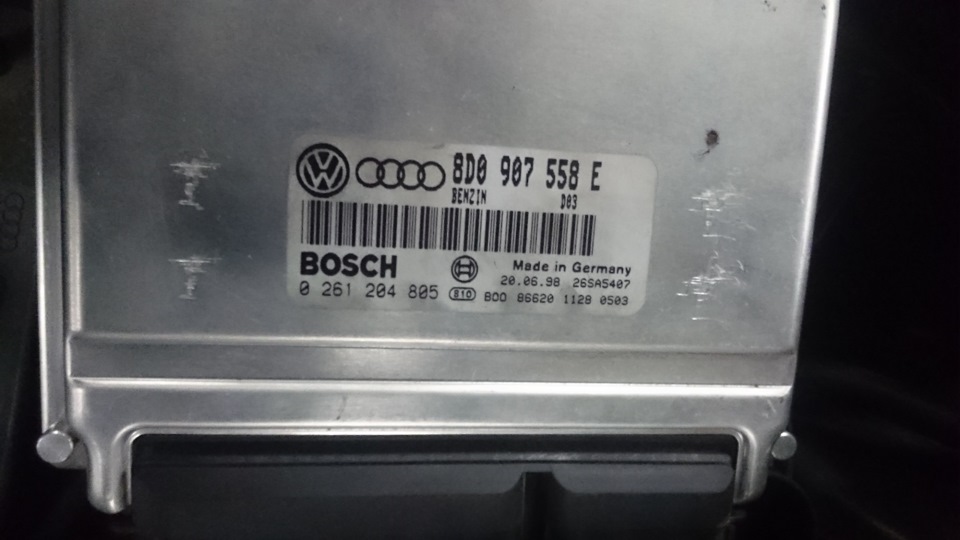 8D0 907 558 E
BENZIN D03
BOSCH
Made in Germany
20.06.98 26SA5407
0 261 204 805 810 800 86620 1128 0503